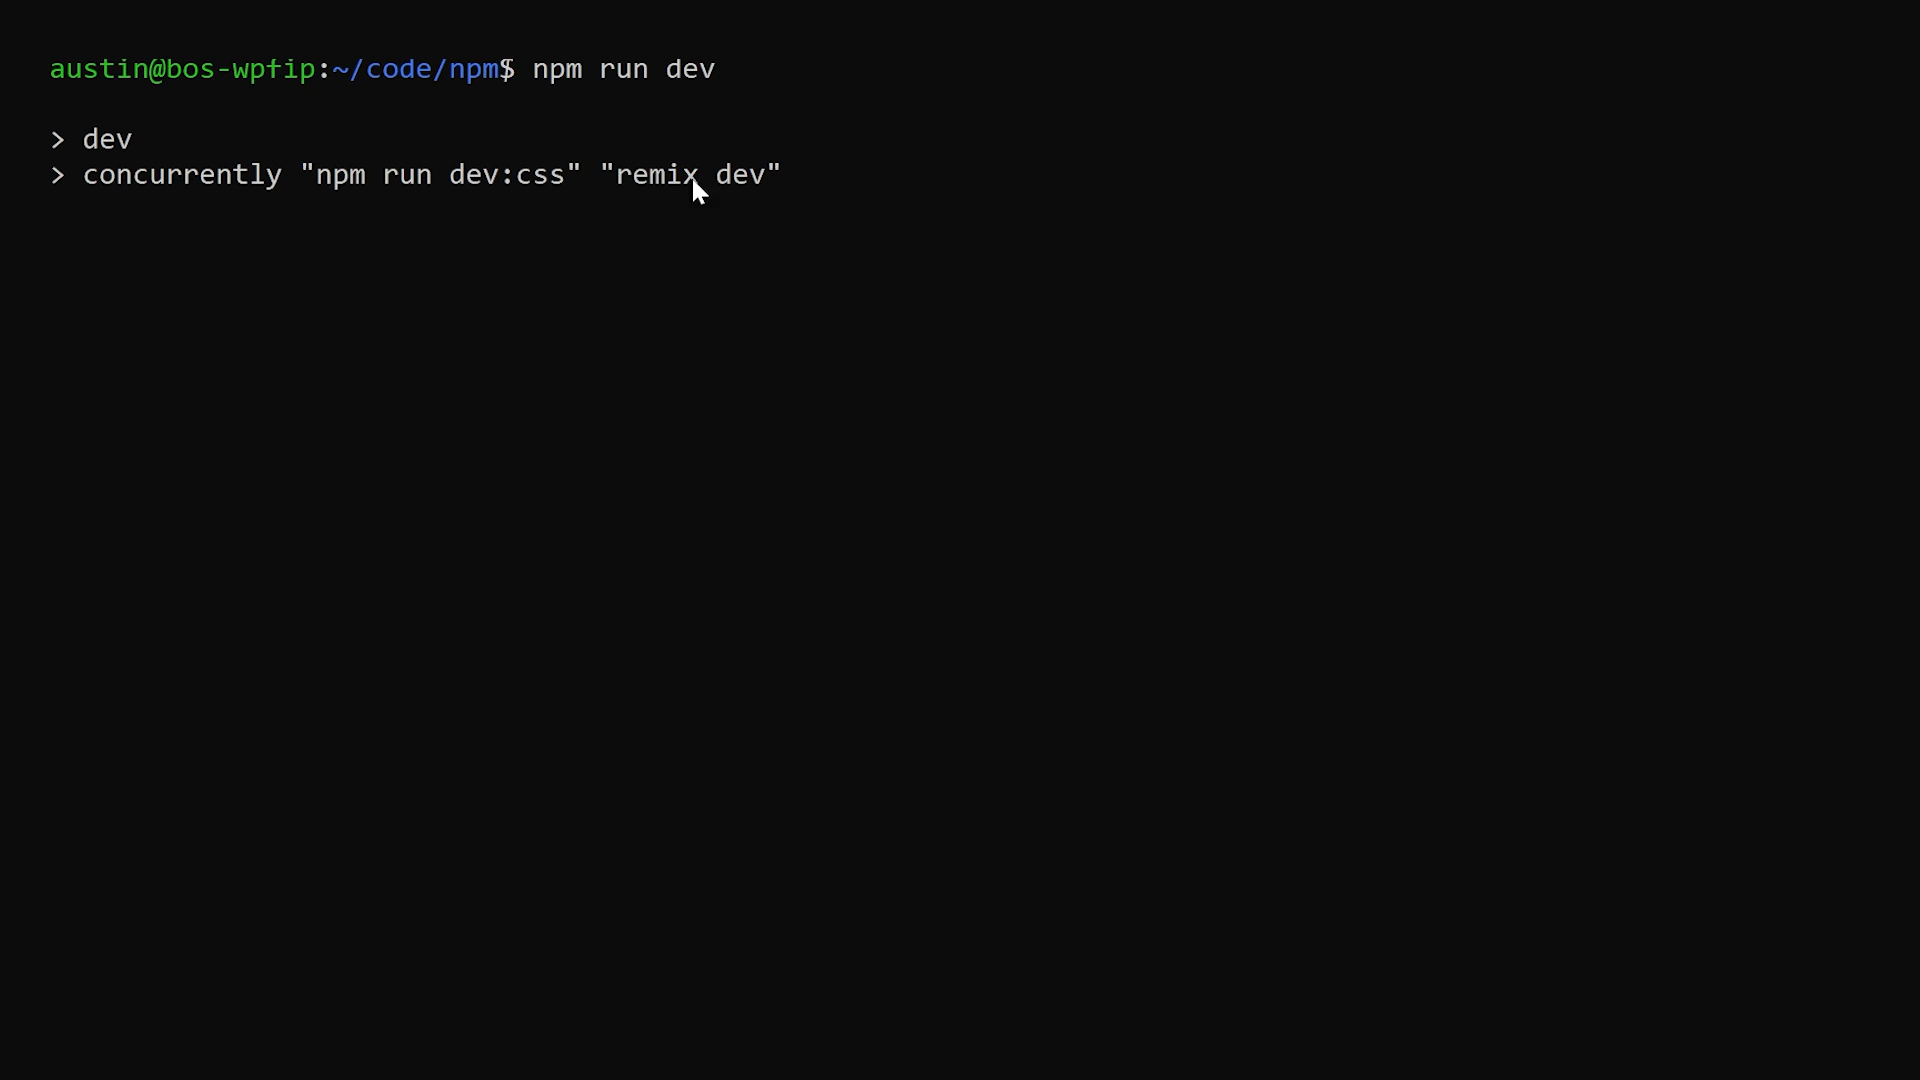 austin@bos-wpfip:~/code/npm$ npm run dev
> dev
> concurrently "npm run dev:css" "remix dev"